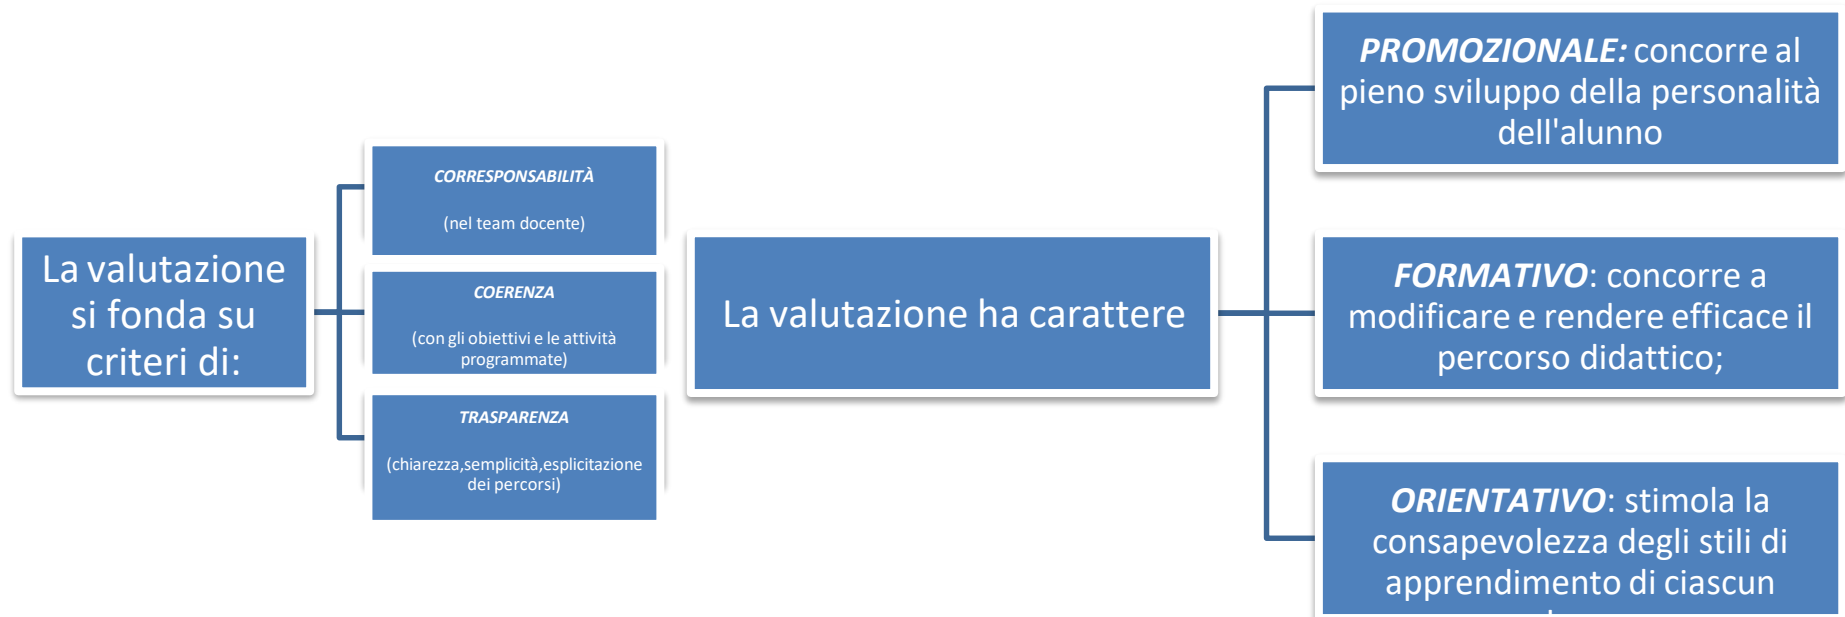 La valutazione
si fonda su
criteri di:
CORRESPONSABILITÀ
(nel team docente)
COERENZA
(con gli obiettivi e le attività
programmate)
TRASPARENZA
(chiarezza,semplicità,esplicitazione
dei percorsi)
La valutazione ha carattere
PROMOZIONALE: concorre al
pieno sviluppo della personalità
dell'alunno
FORMATIVO: concorre a
modificare e rendere efficace il
percorso didattico;
ORIENTATIVO: stimola la
consapevolezza degli stili di
apprendimento di ciascun